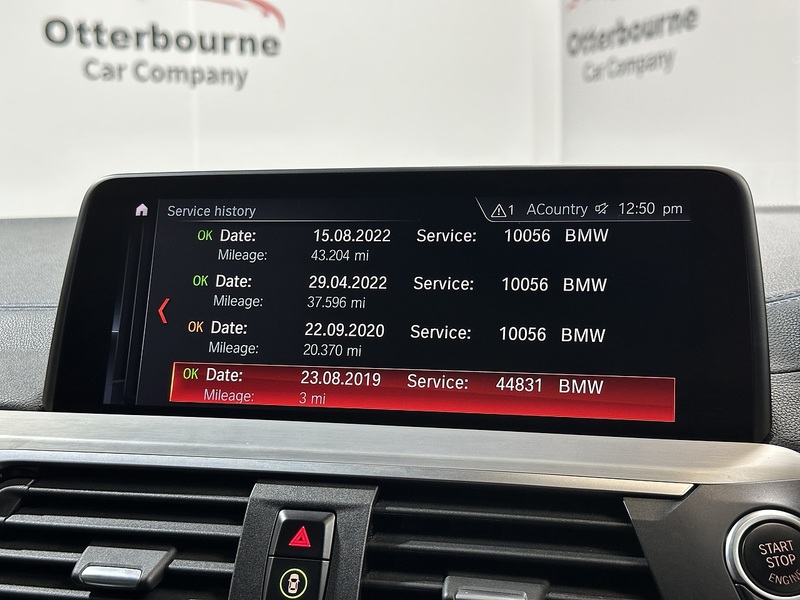 Otterbourne
Car Company
Otterbourne
Car Company
Service history
1 ACountry 12:50 pm
OK Date: 15.08.2022 Service: 10056 BMW
Mileage: 43.204 mi
OK Date: 29.04.2022 Service: 10056 BMW
Mileage: 37.596 mi
OK Date: 22.09.2020 Service: 10056 BMW
Mileage: 20.370 mi
OK Date: 23.08.2019 Service: 44831 BMW
Mileage: 3 mi
START
STOP
ENGINE